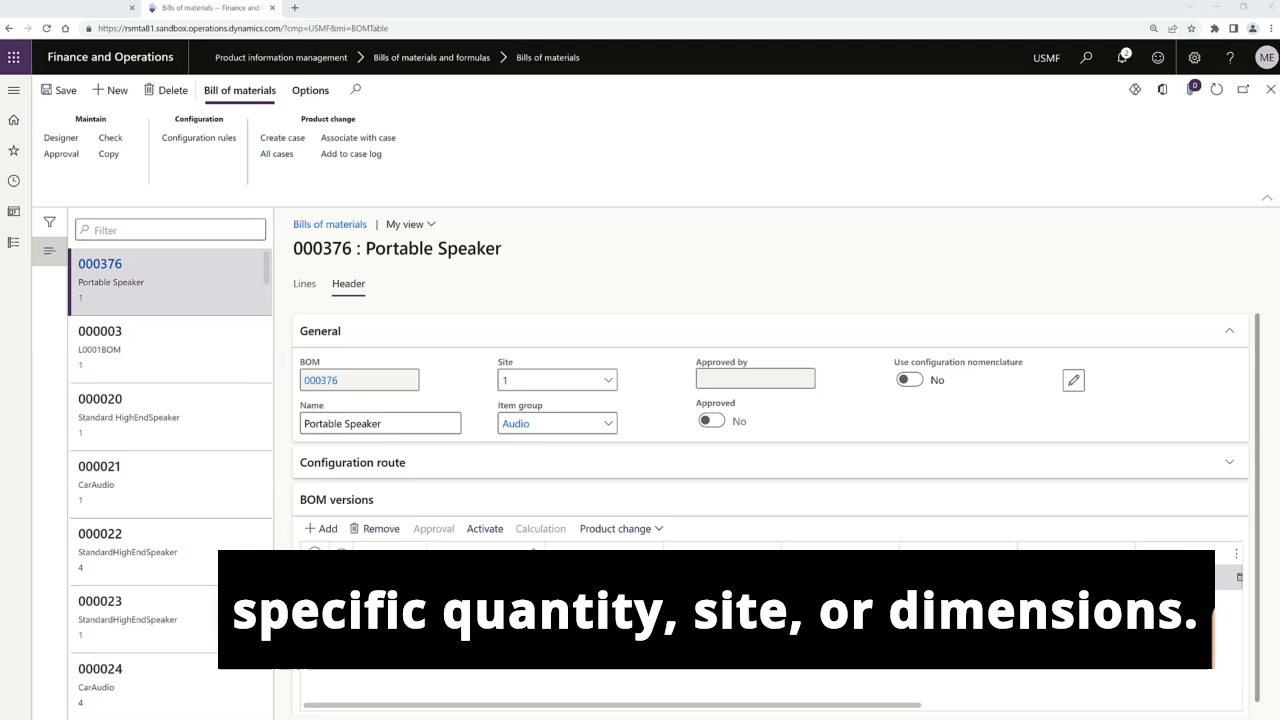 Bills of materials -- Finance and
https://rsmta81.sandbox.operations.dynamics.com/?cmp=USMF&mi=BOMTable
Finance and Operations
Product information management > Bills of materials and formulas > Bills of materials
USMF
2
ME
Save
New
Delete
Bill of materials
Options
0
Maintain
Configuration
Product change
Designer
Check
Configuration rules
Create case
Associate with case
Approval
Copy
All cases
Add to case log
Filter
000376
Portable Speaker
1
000003
L0001BOM
1
000020
Standard HighEndSpeaker
1
000021
CarAudio
1
000022
StandardHighEndSpeaker
4
000023
StandardHighEndSpeaker
1
000024
CarAudio
4
Bills of materials | My view
000376 : Portable Speaker
Lines
Header
General
BOM
000376
Name
Portable Speaker
Site
1
Item group
Audio
Approved by
Approved
No
Use configuration nomenclature
No
Configuration route
BOM versions
Add
Remove
Approval
Activate
Calculation
Product change
specific quantity, site, or dimensions.